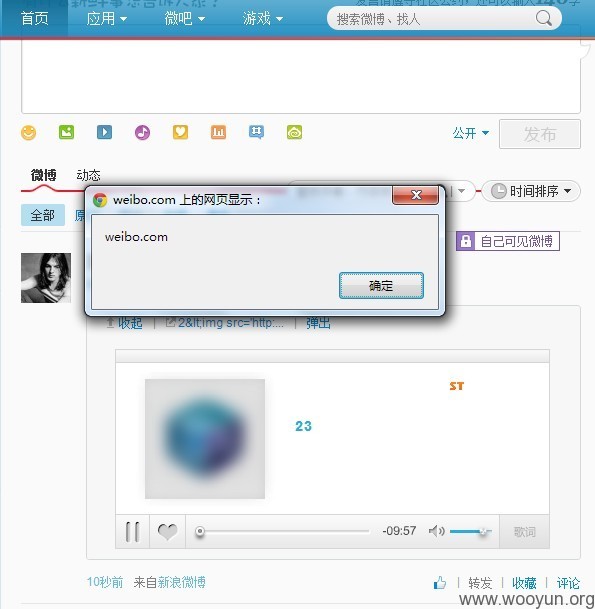 首页 应用 微吧 游戏 搜索微博、找人
公开 发布
微博 动态
时间排序
全部
weibo.com 上的网页显示：
weibo.com
确定
自己可见微博
收起 2&lt;img src='http:... 弹出
ST
23
-09:57 歌词
10秒前 来自新浪微博 转发 收藏 评论
www.wooyun.org